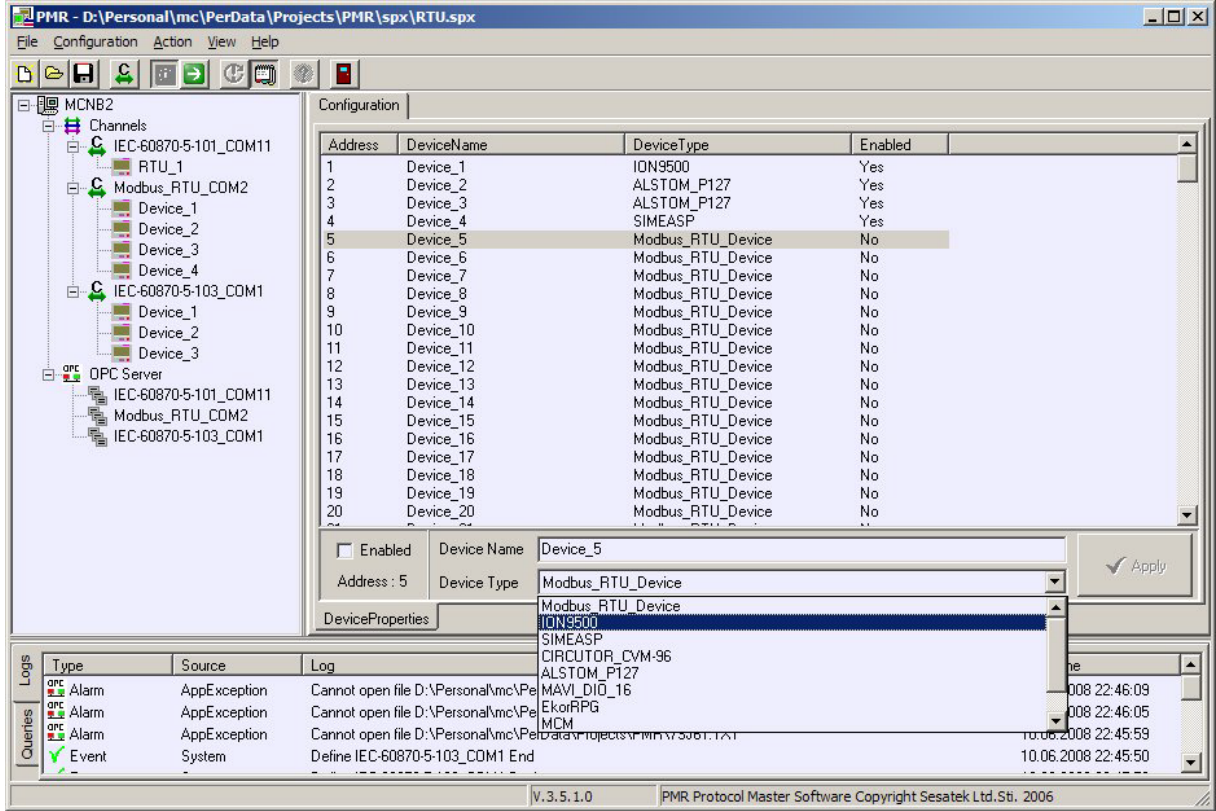 PMR - D:\Personal\mc\PerData\Projects\PMR\spx\RTU.spx
File Configuration Action View Help
MCNB2
Channels
IEC-60870-5-101_COM11
RTU_1
Modbus_RTU_COM2
Device_1
Device_2
Device_3
Device_4
IEC-60870-5-103_COM1
Device_1
Device_2
Device_3
OPC Server
IEC-60870-5-101_COM11
Modbus_RTU_COM2
IEC-60870-5-103_COM1
Configuration
Address DeviceName DeviceType Enabled
1 Device_1 ION9500 Yes
2 Device_2 ALSTOM_P127 Yes
3 Device_3 ALSTOM_P127 Yes
4 Device_4 SIMEASP Yes
5 Device_5 Modbus_RTU_Device No
6 Device_6 Modbus_RTU_Device No
7 Device_7 Modbus_RTU_Device No
8 Device_8 Modbus_RTU_Device No
9 Device_9 Modbus_RTU_Device No
10 Device_10 Modbus_RTU_Device No
11 Device_11 Modbus_RTU_Device No
12 Device_12 Modbus_RTU_Device No
13 Device_13 Modbus_RTU_Device No
14 Device_14 Modbus_RTU_Device No
15 Device_15 Modbus_RTU_Device No
16 Device_16 Modbus_RTU_Device No
17 Device_17 Modbus_RTU_Device No
18 Device_18 Modbus_RTU_Device No
19 Device_19 Modbus_RTU_Device No
20 Device_20 Modbus_RTU_Device No
Enabled Device Name Device_5
Address : 5 Device Type Modbus_RTU_Device
Apply
Modbus_RTU_Device
ION9500
SIMEASP
CIRCUTOR_CVM-96
ALSTOM_P127
MAVI_DIO_16
EkorRPG
MCM
DeviceProperties
Logs
Queries
Type Source Log
Alarm AppException Cannot open file D:\Personal\mc\Pe 008 22:46:09
Alarm AppException Cannot open file D:\Personal\mc\Pe 008 22:46:05
Alarm AppException Cannot open file D:\Personal\mc\PerData\Projects\PMR\7SJ61.TXT 10.06.2008 22:45:59
Event System Define IEC-60870-5-103_COM1 End 10.06.2008 22:45:50
V.3.5.1.0 PMR Protocol Master Software Copyright Sesatek Ltd.Sti. 2006